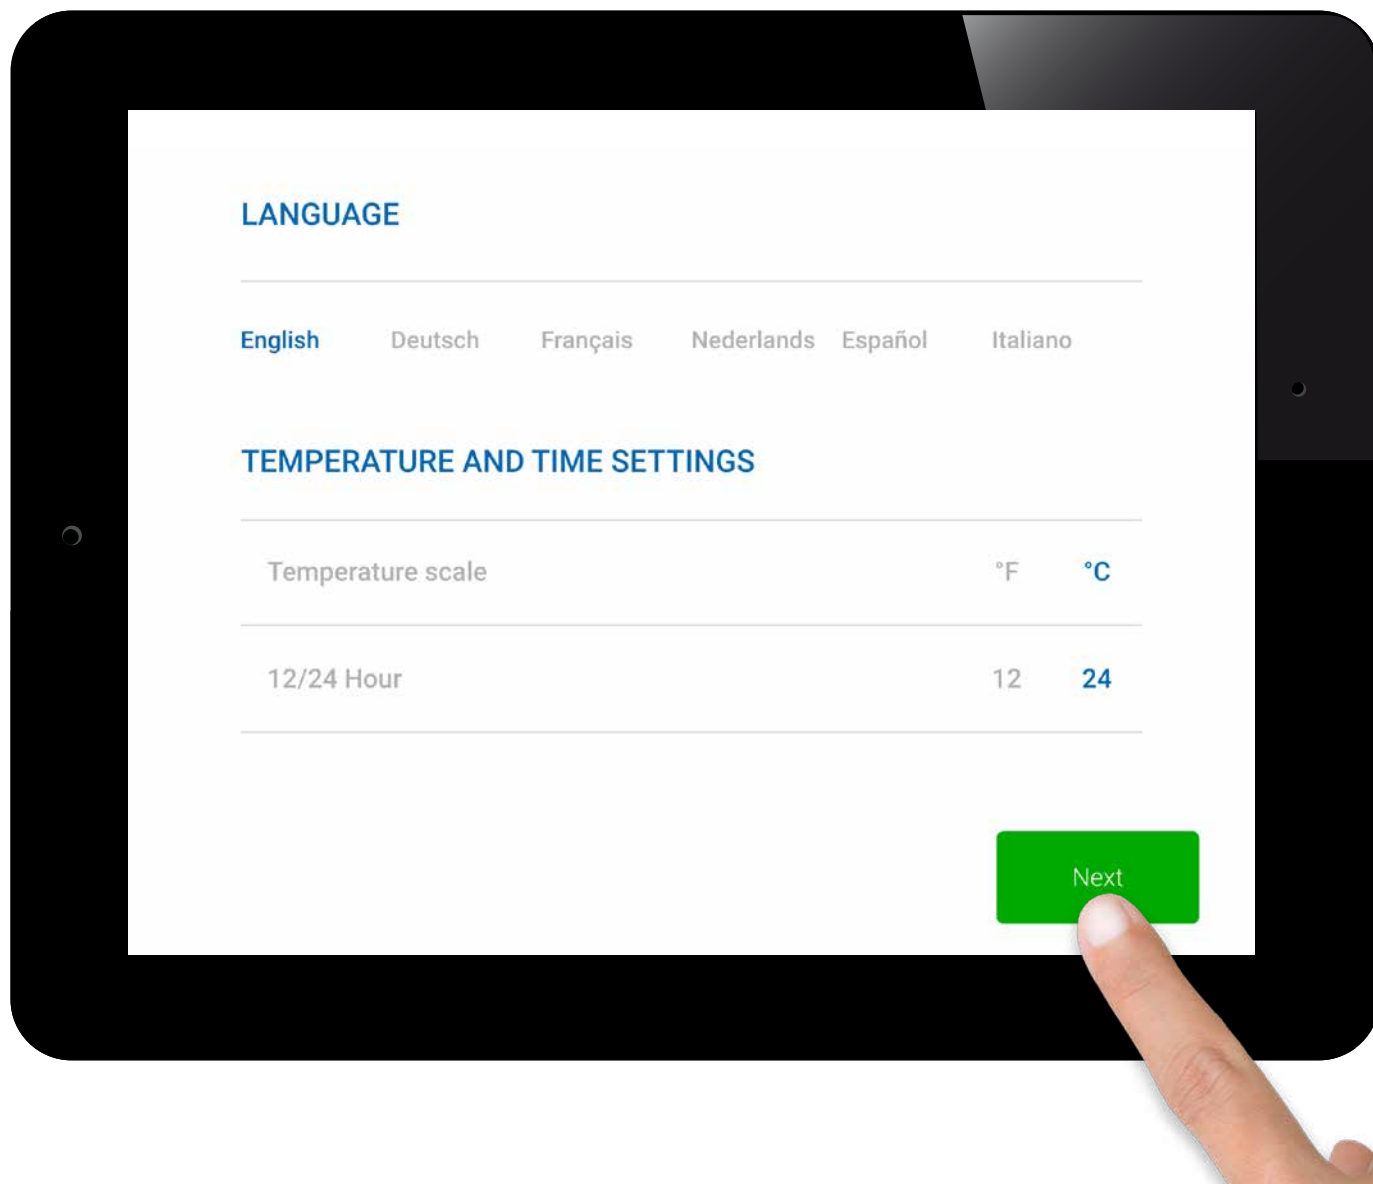 LANGUAGE
English Deutsch Français Nederlands Español Italiano
TEMPERATURE AND TIME SETTINGS
Temperature scale °F °C
12/24 Hour 12 24
Next